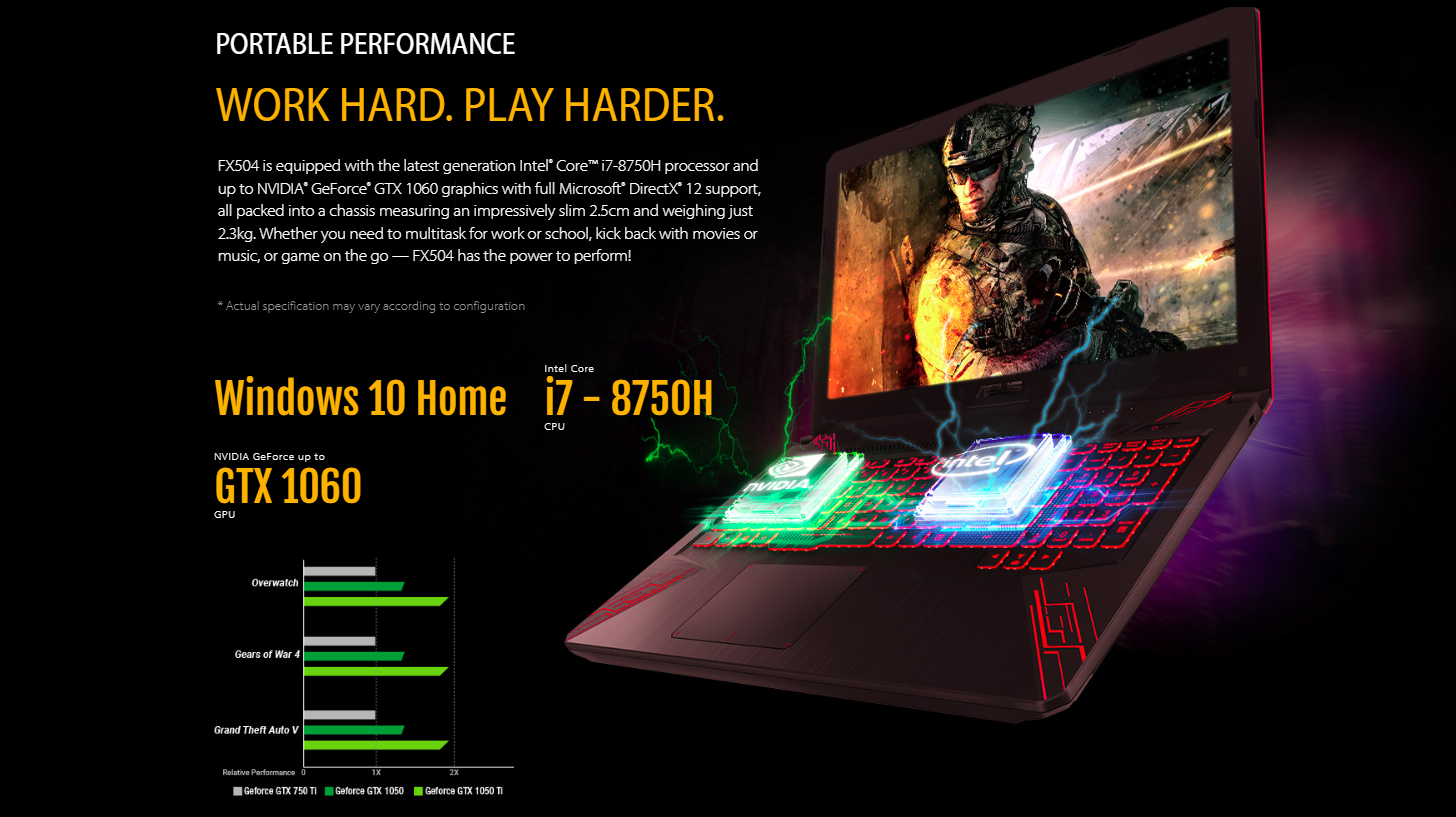 PORTABLE PERFORMANCE
WORK HARD. PLAY HARDER.
FX504 is equipped with the latest generation Intel® Core™ i7-8750H processor and
up to NVIDIA® GeForce® GTX 1060 graphics with full Microsoft® DirectX® 12 support,
all packed into a chassis measuring an impressively slim 2.5cm and weighing just
2.3kg. Whether you need to multitask for work or school, kick back with movies or
music, or game on the go — FX504 has the power to perform!
* Actual specification may vary according to configuration
Windows 10 Home
Intel Core
i7 - 8750H
CPU
NVIDIA GeForce up to
GTX 1060
GPU
ASUS
NVIDIA
intel
Overwatch
Gears of War 4
Grand Theft Auto V
Relative Performance 0 1X 2X
Geforce GTX 750 Ti Geforce GTX 1050 Geforce GTX 1050 Ti